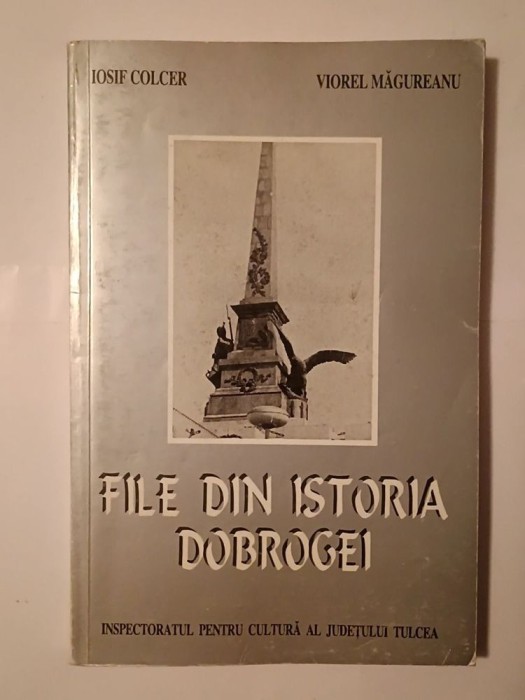 IOSIF COLCER VIOREL MĂGUREANU
FILE DIN ISTORIA
DOBROGEI
INSPECTORATUL PENTRU CULTURĂ AL JUDEȚULUI TULCEA